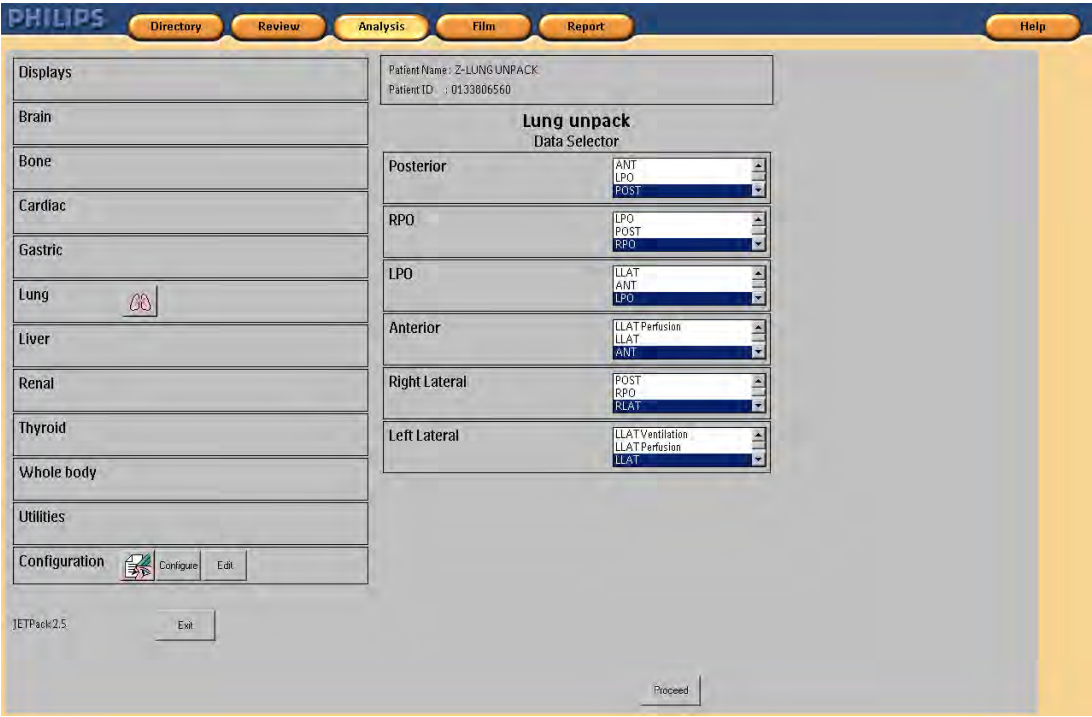 PHILIPS
Directory Review Analysis Film Report Help
Displays
Brain
Bone
Cardiac
Gastric
Lung
Liver
Renal
Thyroid
Whole body
Utilities
Configuration Configure Edit
JETPack 2.5 Exit
Patient Name : Z-LUNG UNPACK
Patient ID : 0133806560
Lung unpack
Data Selector
Posterior
ANT
LPO
POST
RPO
LPO
POST
RPO
LPO
LLAT
ANT
LPO
Anterior
LLAT Perfusion
LLAT
ANT
Right Lateral
POST
RPO
RLAT
Left Lateral
LLAT Ventilation
LLAT Perfusion
LLAT
Proceed